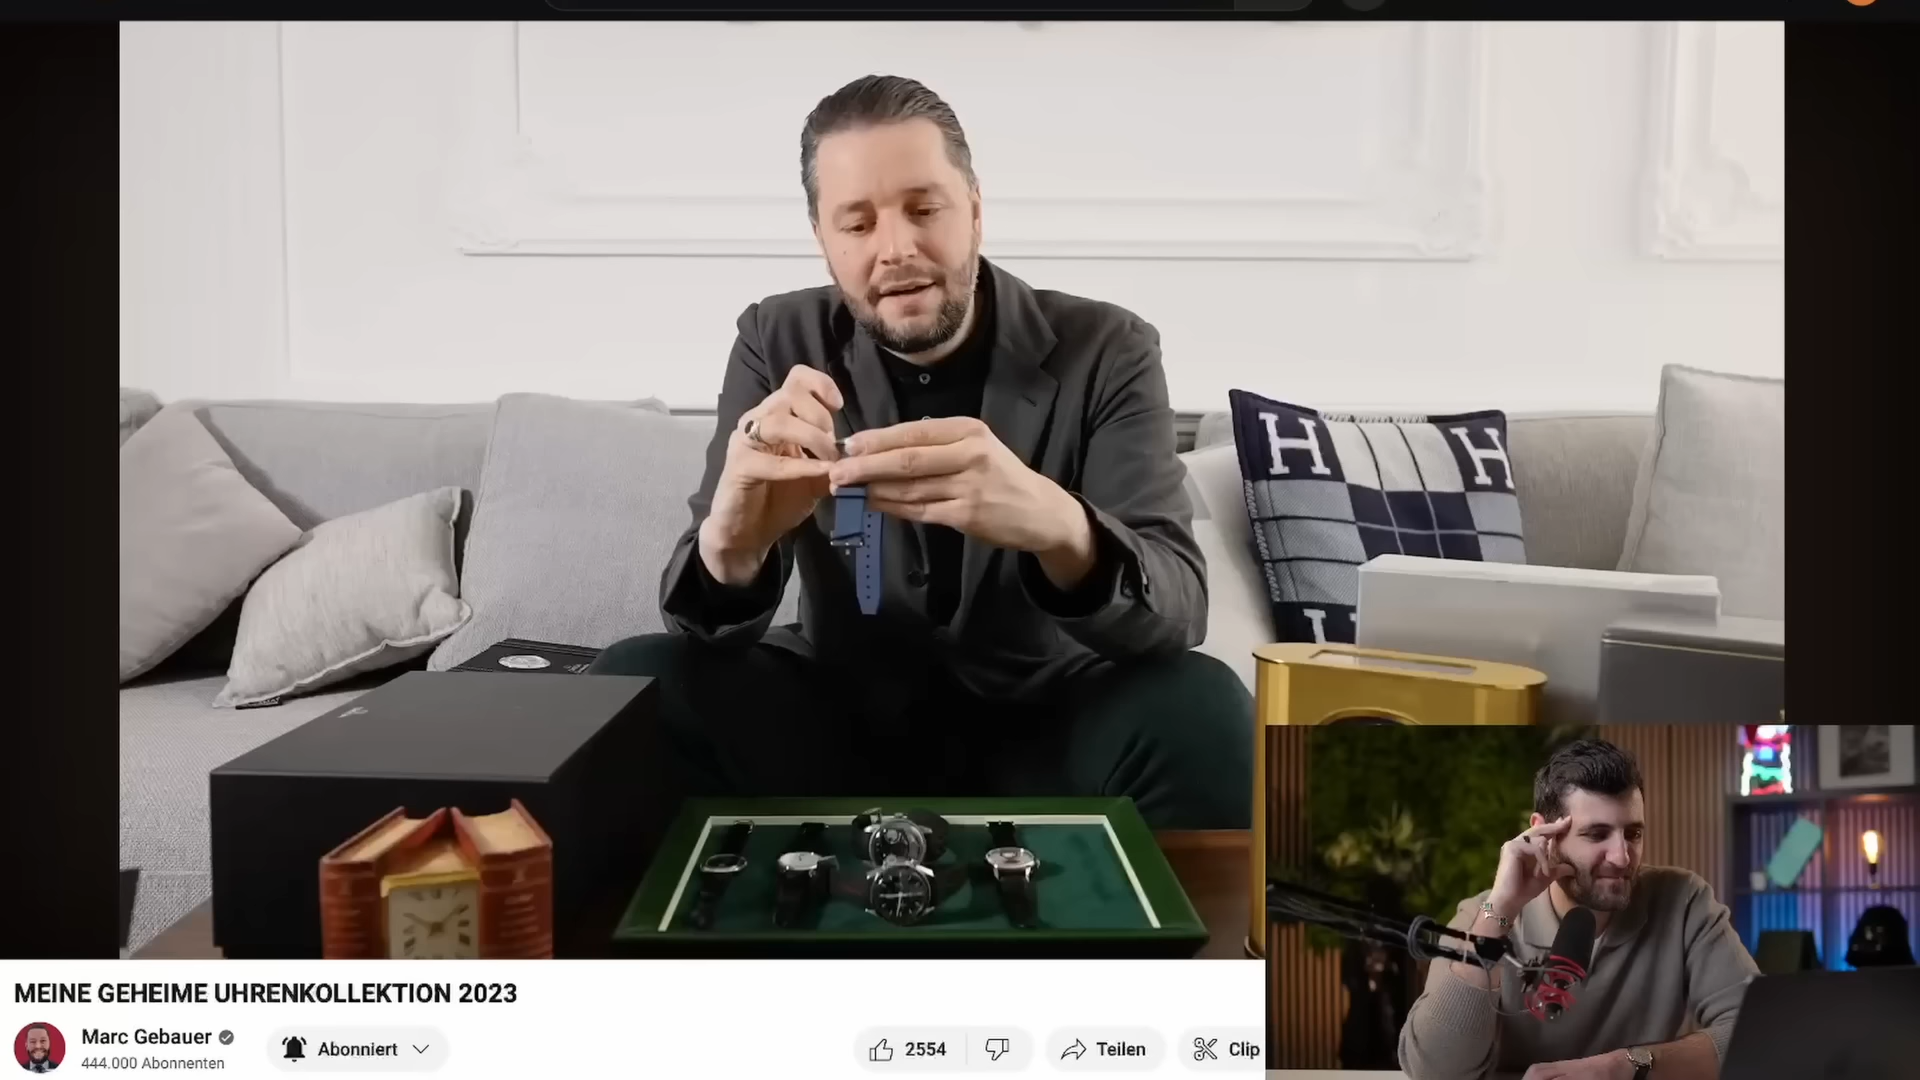 H H
MEINE GEHEIME UHRENKOLLEKTION 2023
Marc Gebauer
444.000 Abonnenten
Abonniert
2554
Teilen
Clip